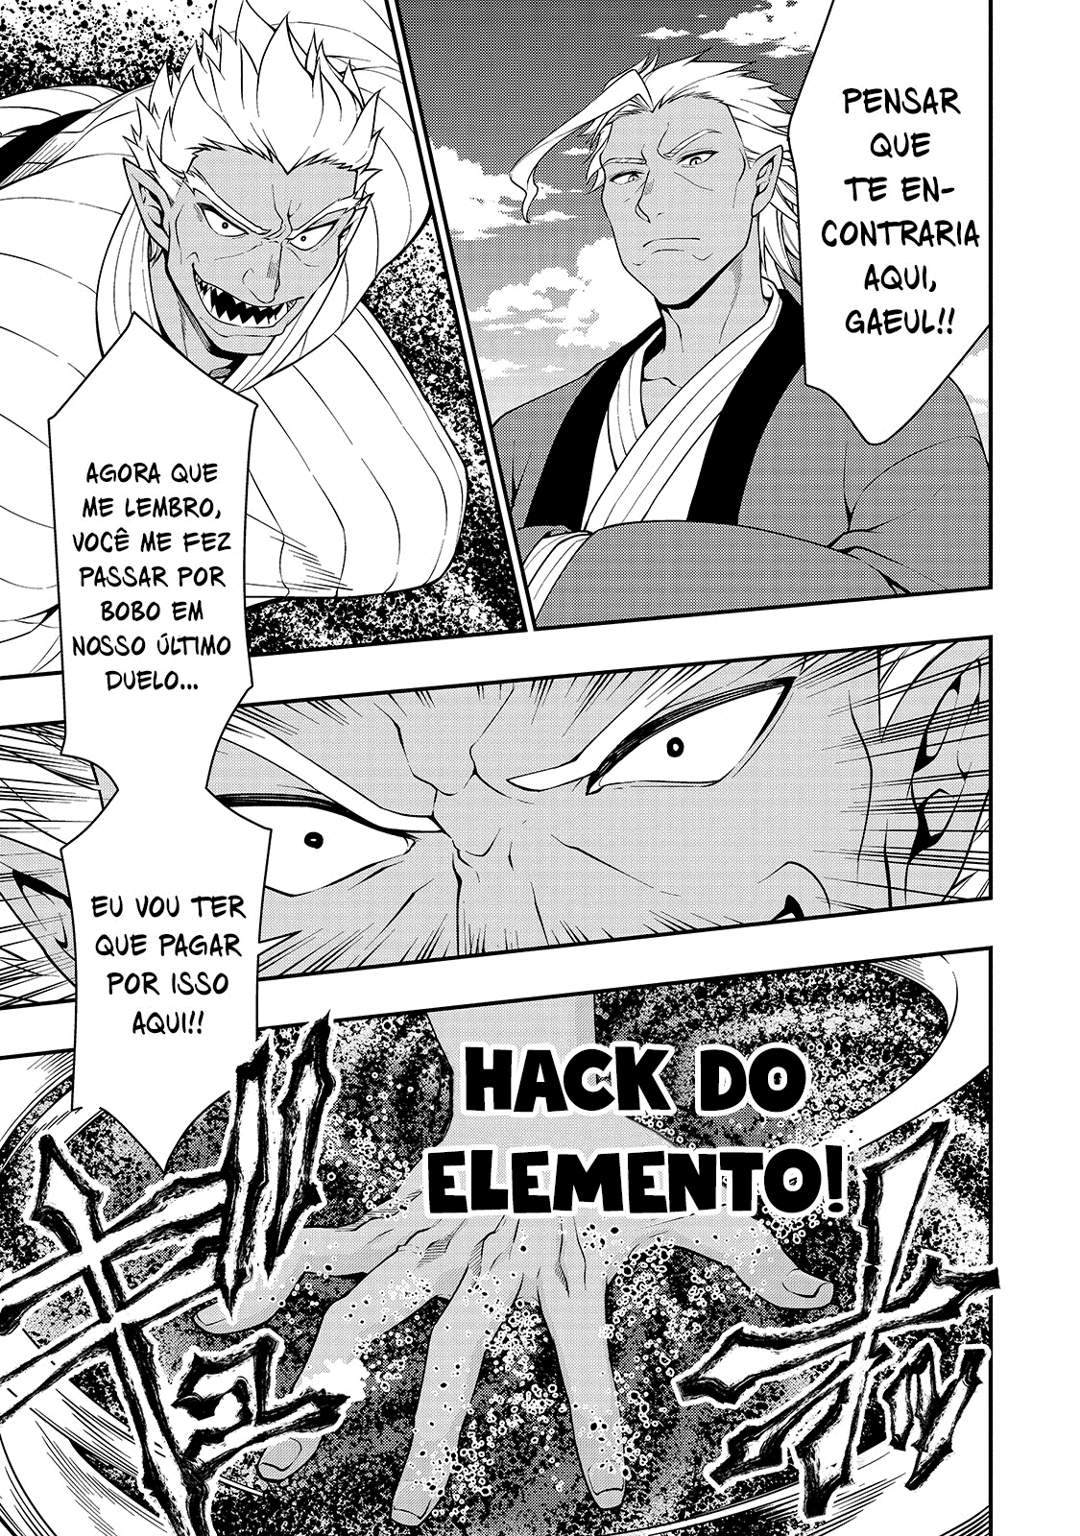 PENSAR
QUE
TE EN-
CONTRARIA
AQUI,
GAEUL!!
AGORA QUE
ME LEMBRO,
VOCÊ ME FEZ
PASSAR POR
BOBO EM
NOSSO ÚLTIMO
DUELO...
EU VOU TER
QUE PAGAR
POR ISSO
AQUI!!
HACK DO
ELEMENTO!